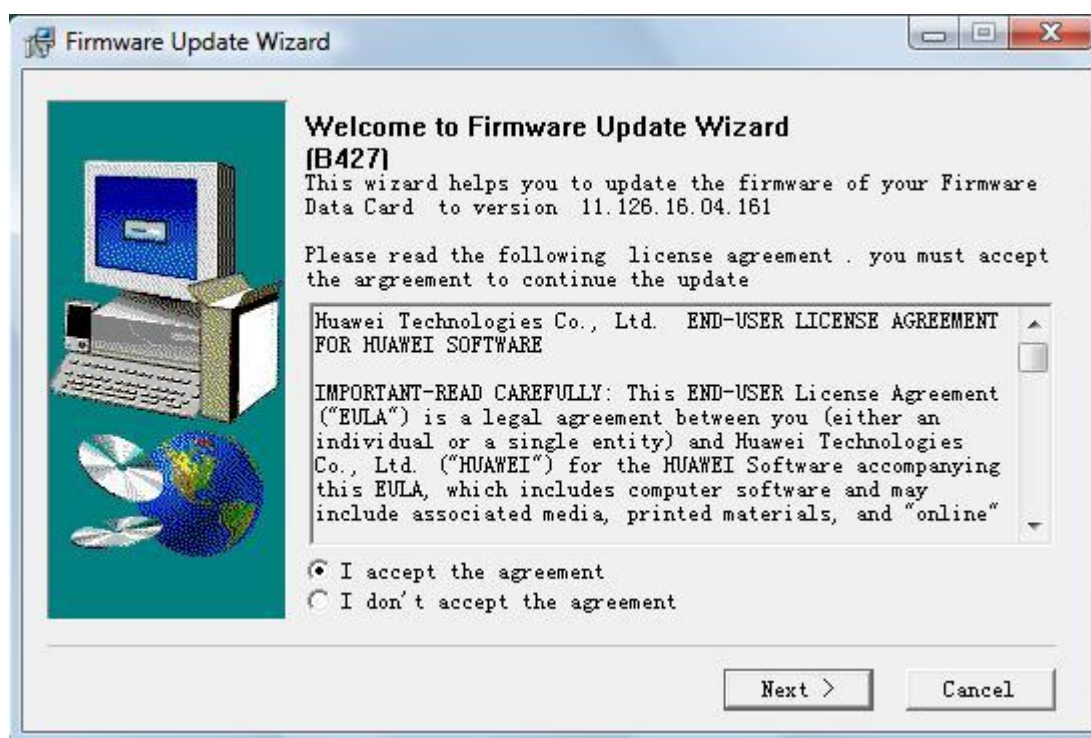 Firmware Update Wizard
Welcome to Firmware Update Wizard
(B427)
This wizard helps you to update the firmware of your Firmware
Data Card  to version  11.126.16.04.161
Please read the following  license agreement . you must accept
the argreement to continue the update
Huawei Technologies Co., Ltd.  END-USER LICENSE AGREEMENT
FOR HUAWEI SOFTWARE
IMPORTANT-READ CAREFULLY: This END-USER License Agreement
("EULA") is a legal agreement between you (either an
individual or a single entity) and Huawei Technologies
Co., Ltd. ("HUAWEI") for the HUAWEI Software accompanying
this EULA, which includes computer software and may
include associated media, printed materials, and "online"
I accept the agreement
I don't accept the agreement
Next >
Cancel